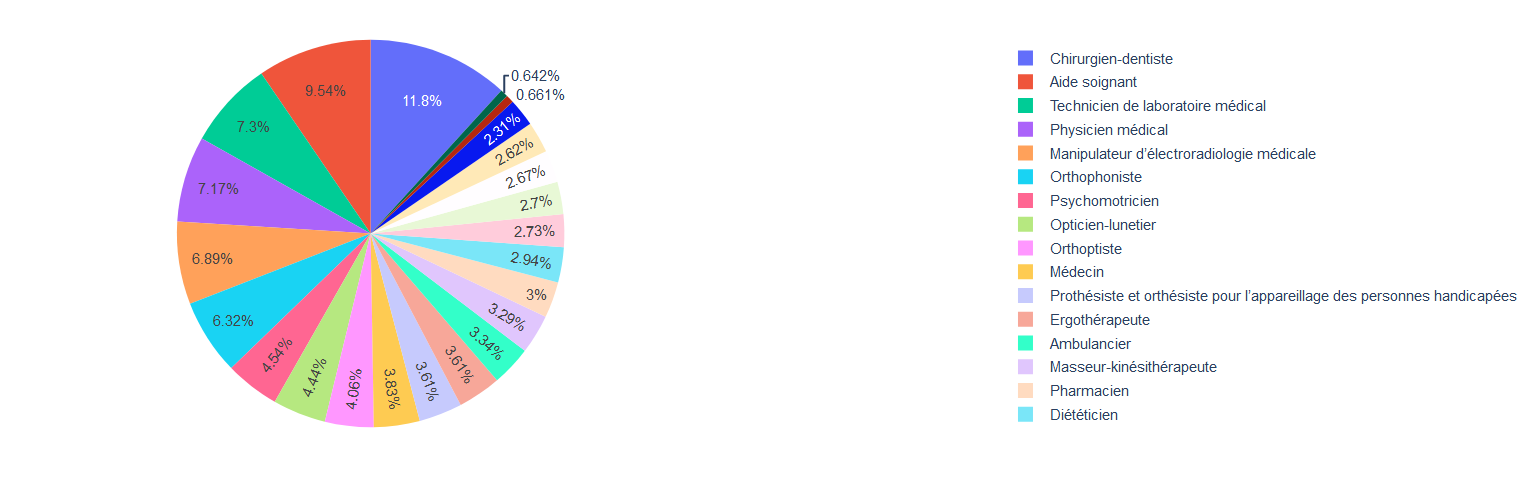 11.8%
0.642%
0.661%
2.31%
2.62%
2.67%
2.7%
2.73%
2.94%
3%
3.29%
3.34%
3.61%
3.61%
3.83%
4.06%
4.44%
4.54%
6.32%
6.89%
7.17%
7.3%
9.54%
Chirurgien-dentiste
Aide soignant
Technicien de laboratoire médical
Physicien médical
Manipulateur d’électroradiologie médicale
Orthophoniste
Psychomotricien
Opticien-lunetier
Orthoptiste
Médecin
Prothésiste et orthésiste pour l’appareillage des personnes handicapées
Ergothérapeute
Ambulancier
Masseur-kinésithérapeute
Pharmacien
Diététicien